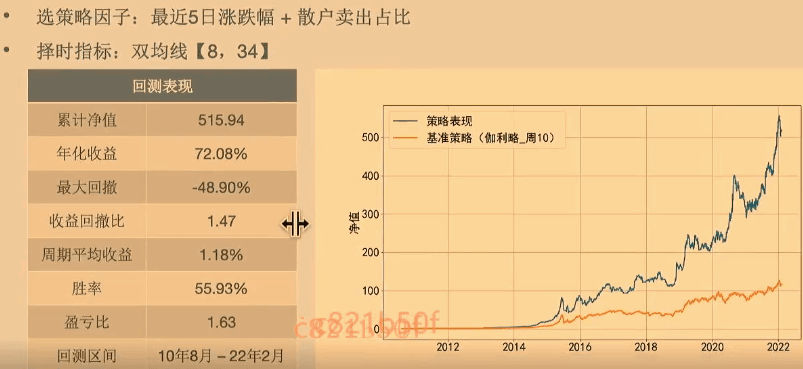 • 选策略因子：最近5日涨跌幅 + 散户卖出占比
• 择时指标：双均线【8，34】
回测表现
累计净值 515.94
年化收益 72.08%
最大回撤 -48.90%
收益回撤比 1.47
周期平均收益 1.18%
胜率 55.93%
盈亏比 1.63
回测区间 10年8月 – 22年2月
策略表现
基准策略（伽利略_周10）
净值
500
400
300
200
100
0
2012 2014 2016 2018 2020 2022